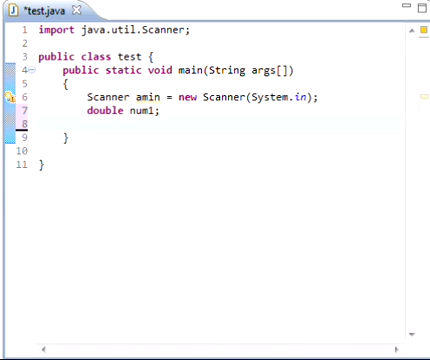 *test.java
1 import java.util.Scanner;
2
3 public class test {
4 public static void main(String args[])
5 {
6 Scanner amin = new Scanner(System.in);
7 double num1;
8
9 }
10
11 }